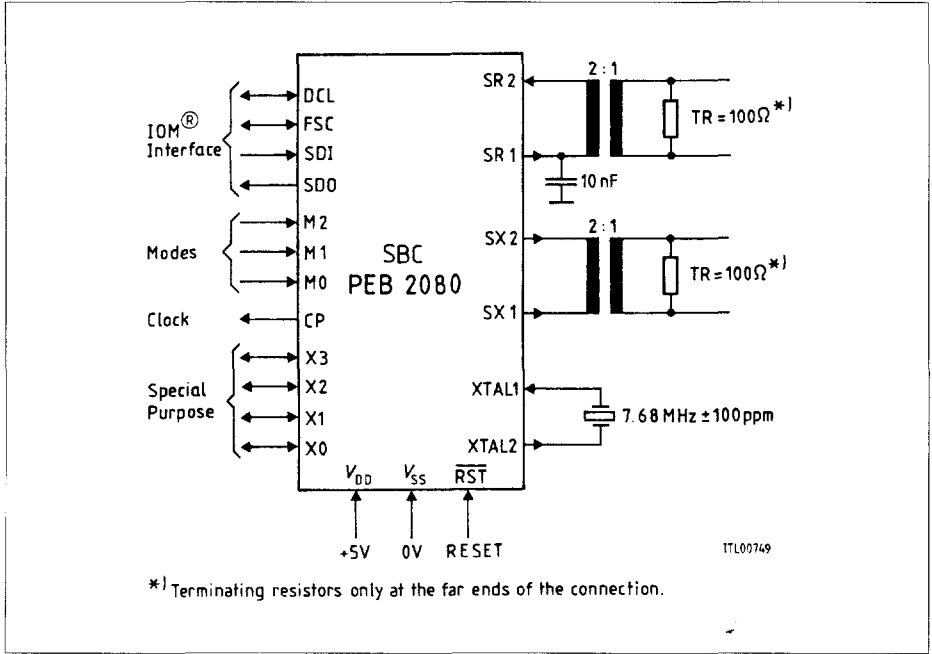 IOM®
Interface
DCL
FSC
SDI
SDO
Modes
M2
M1
M0
Clock
CP
Special
Purpose
X3
X2
X1
X0
SBC
PEB 2080
SR2
SR1
2:1
TR = 100Ω*)
10 nF
SX2
SX1
2:1
TR = 100Ω*)
XTAL1
XTAL2
7.68 MHz ±100 ppm
VDD
VSS
RST
+5V
0V
RESET
ITL00749
*) Terminating resistors only at the far ends of the connection.